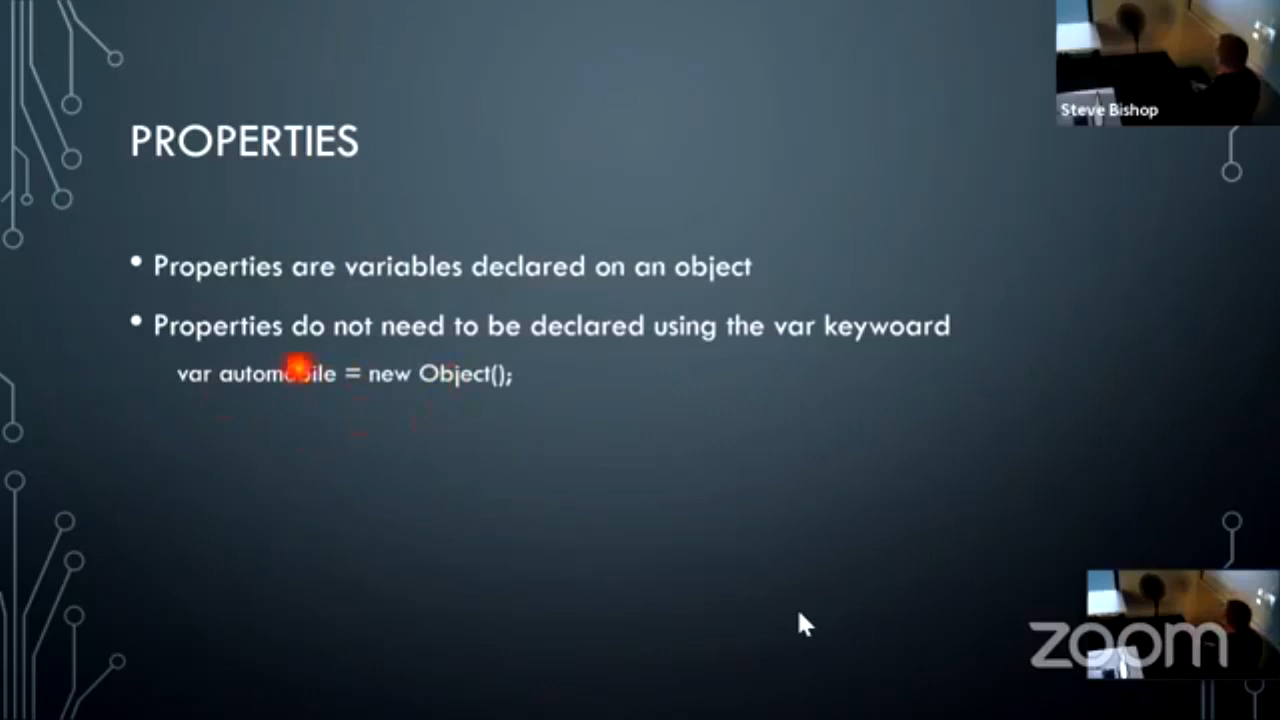 Steve Bishop
PROPERTIES
• Properties are variables declared on an object
• Properties do not need to be declared using the var keywoard
var automobile = new Object();
zoom